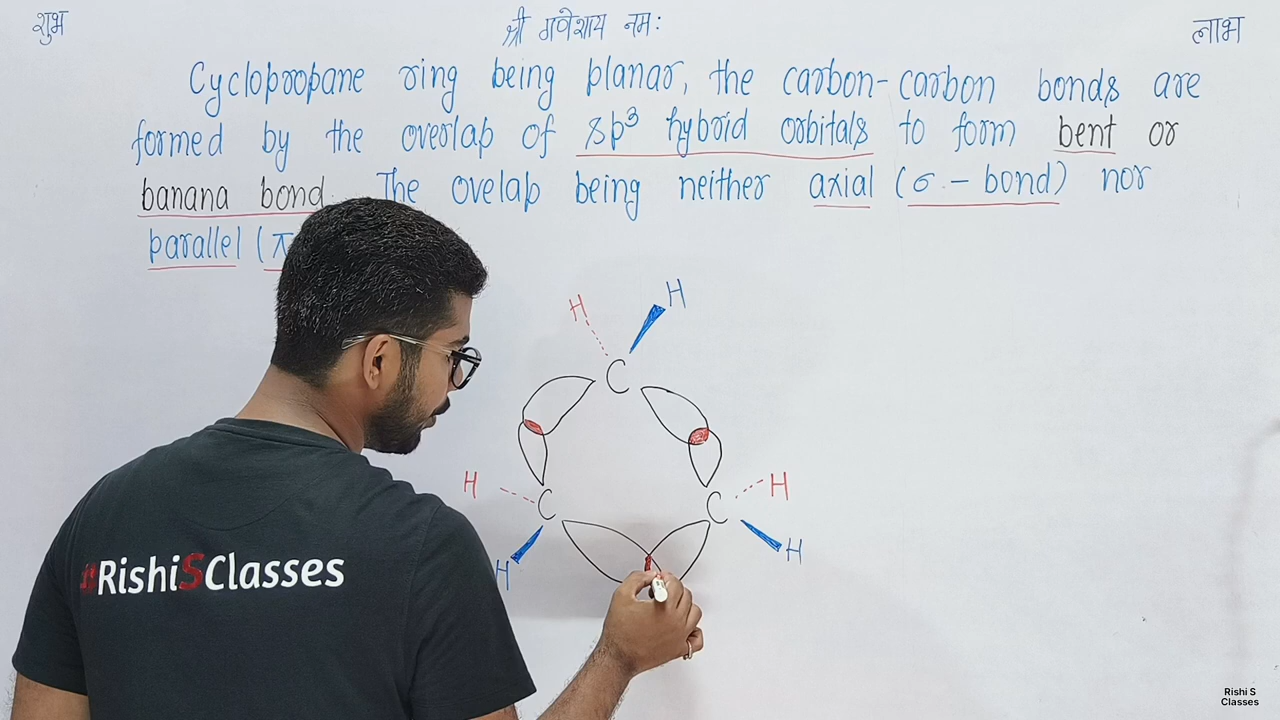 शुभ श्री गणेशाय नमः लाभ
Cyclopropane ring being planar, the carbon-carbon bonds are
formed by the overlap of sp³ hybrid orbitals to form bent or
banana bond. The ovelap being neither axial (σ - bond) nor
parallel (π
H H
C
H C C H
H H
RishiSClasses
Rishi S
Classes